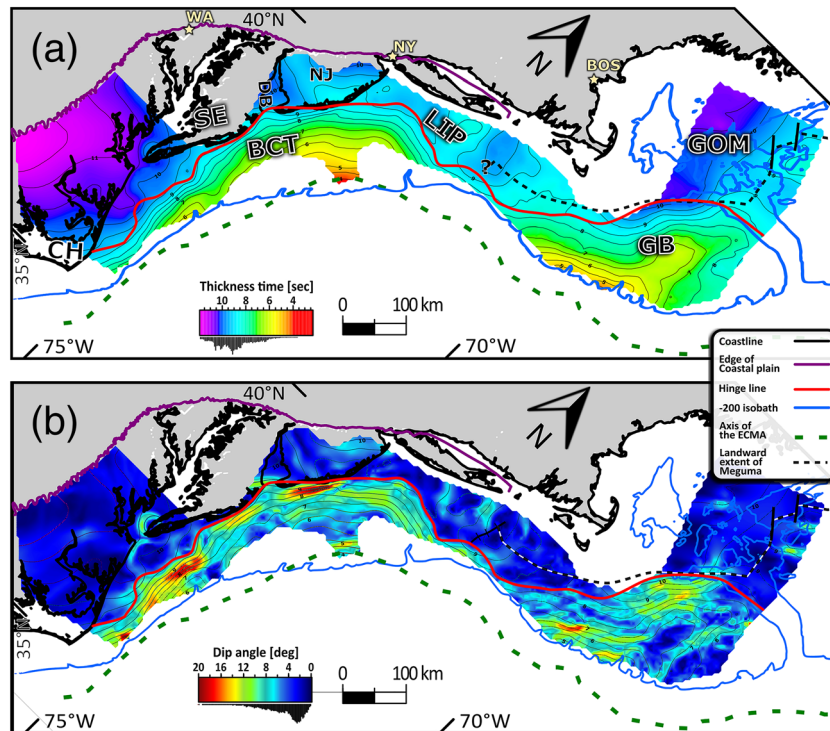 (a)
WA
40°N
NY
BOS
N
NJ
DB
SE
LIP
BCT
?
GOM
CH
GB
35°N
Thickness time [sec]
10 8 6 4
0
100 km
75°W
70°W
Coastline
Edge of
Coastal plain
Hinge line
-200 isobath
Axis of
the ECMA
Landward
extent of
Meguma
(b)
40°N
N
35°N
Dip angle [deg]
20 16 12 8 4 0
0
100 km
75°W
70°W